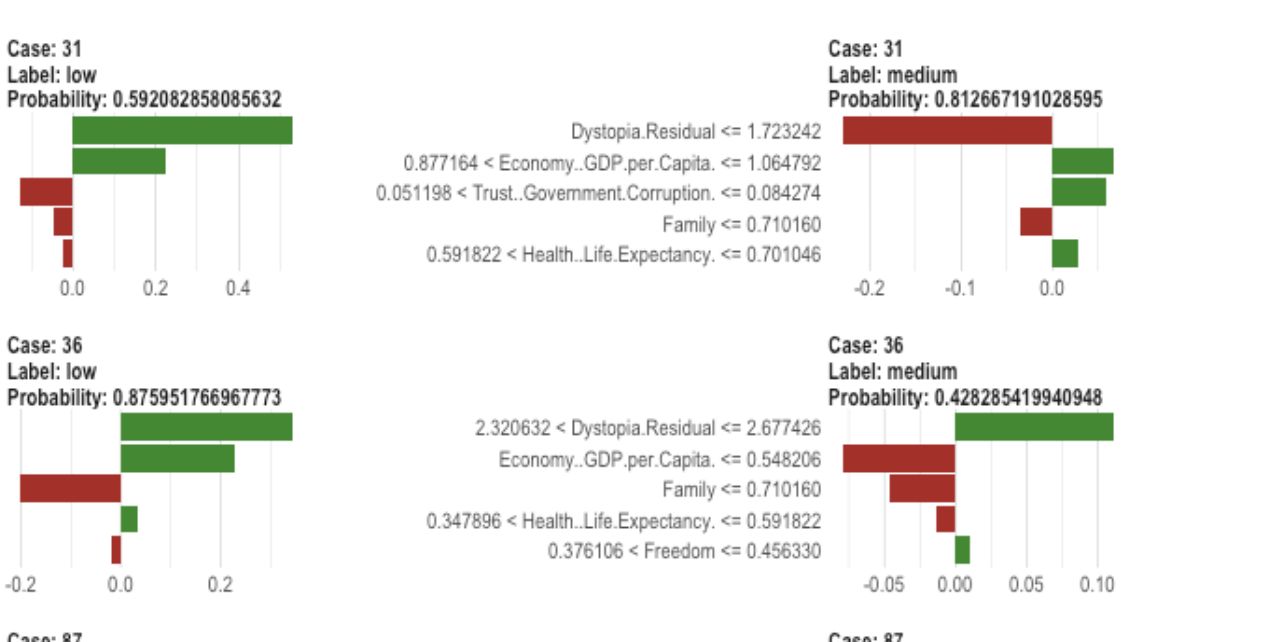 Case: 31
Label: low
Probability: 0.592082858085632
0.0 0.2 0.4
Dystopia.Residual <= 1.723242
0.877164 < Economy..GDP.per.Capita. <= 1.064792
0.051198 < Trust..Government.Corruption. <= 0.084274
Family <= 0.710160
0.591822 < Health..Life.Expectancy. <= 0.701046
Case: 31
Label: medium
Probability: 0.812667191028595
-0.2 -0.1 0.0
Case: 36
Label: low
Probability: 0.875951766967773
-0.2 0.0 0.2
2.320632 < Dystopia.Residual <= 2.677426
Economy..GDP.per.Capita. <= 0.548206
Family <= 0.710160
0.347896 < Health..Life.Expectancy. <= 0.591822
0.376106 < Freedom <= 0.456330
Case: 36
Label: medium
Probability: 0.428285419940948
-0.05 0.00 0.05 0.10
Case: 87
Case: 87